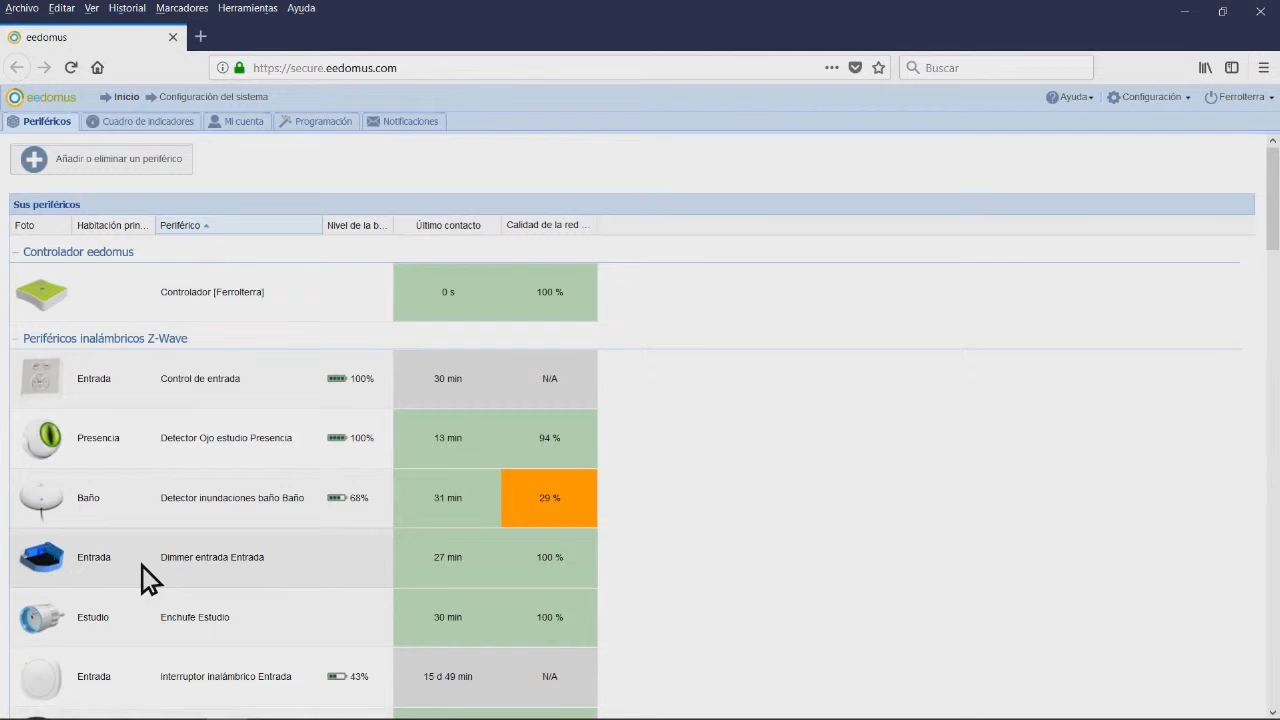 Archivo Editar Ver Historial Marcadores Herramientas Ayuda
eedomus
https://secure.eedomus.com
Buscar
eedomus Inicio Configuración del sistema Ayuda Configuración Ferrolterra
Periféricos Cuadro de indicadores Mi cuenta Programación Notificaciones
Añadir o eliminar un periférico
Sus periféricos
Foto Habitación prin... Periférico Nivel de la b... Último contacto Calidad de la red ...
Controlador eedomus
Controlador [Ferrolterra] 0 s 100 %
Periféricos inalámbricos Z-Wave
Entrada Control de entrada 100% 30 min N/A
Presencia Detector Ojo estudio Presencia 100% 13 min 94 %
Baño Detector inundaciones baño Baño 68% 31 min 29 %
Entrada Dimmer entrada Entrada 27 min 100 %
Estudio Enchufe Estudio 30 min 100 %
Entrada Interruptor inalámbrico Entrada 43% 15 d 49 min N/A